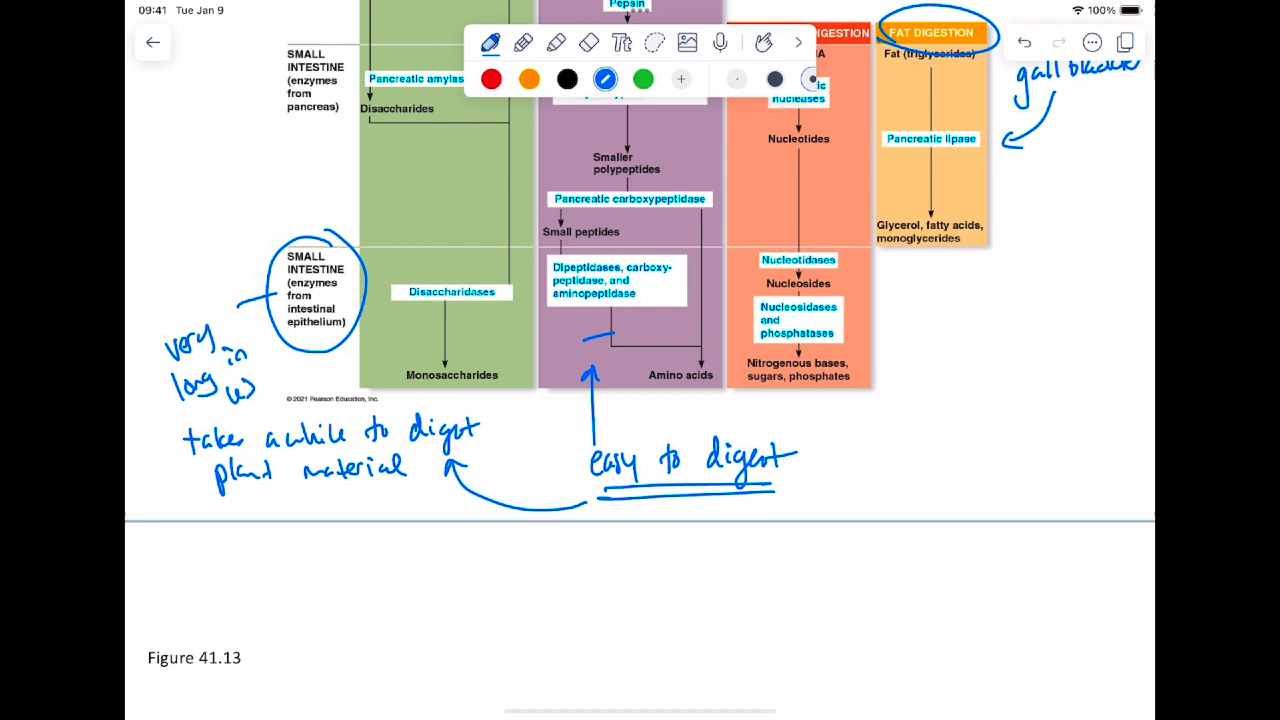 09:41 Tue Jan 9
100%
Pepsin
DIGESTION
FAT DIGESTION
SMALL
INTESTINE
(enzymes
from
pancreas)
Pancreatic amylas
Disaccharides
nucleases
Nucleotides
Fat (triglycerides)
gall bladder
Pancreatic lipase
Smaller
polypeptides
Pancreatic carboxypeptidase
Small peptides
Glycerol, fatty acids,
monoglycerides
SMALL
INTESTINE
(enzymes
from
intestinal
epithelium)
Disaccharidases
Dipeptidases, carboxy-
peptidase, and
aminopeptidase
Nucleotidases
Nucleosides
Nucleosidases
and
phosphatases
Monosaccharides
Amino acids
Nitrogenous bases,
sugars, phosphates
© 2021 Pearson Education, Inc.
very
long
in
us
takes a while to digest
plant material
easy to digest
Figure 41.13
Tt